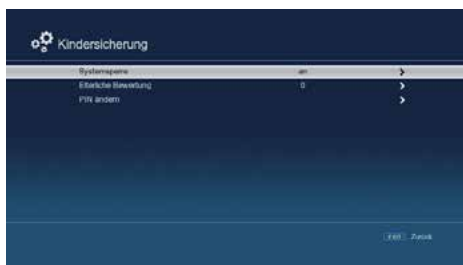 Kindersicherung
Systemsperre an
Elterliche Bewertung 0
PIN ändern
EXIT Zurück